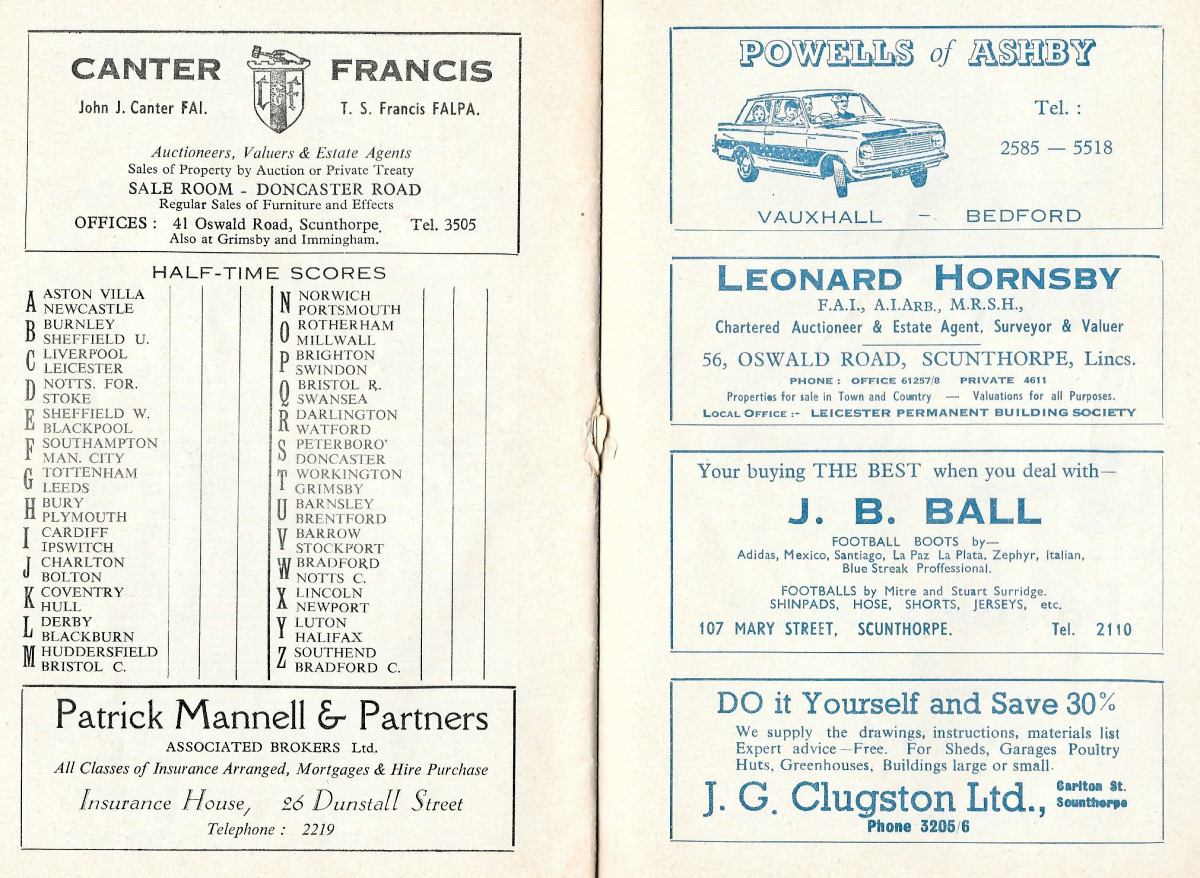 CANTER FRANCIS
CF
John J. Canter FAI. T. S. Francis FALPA.
Auctioneers, Valuers & Estate Agents
Sales of Property by Auction or Private Treaty
SALE ROOM - DONCASTER ROAD
Regular Sales of Furniture and Effects
OFFICES : 41 Oswald Road, Scunthorpe. Tel. 3505
Also at Grimsby and Immingham.
HALF-TIME SCORES
A ASTON VILLA
NEWCASTLE
B BURNLEY
SHEFFIELD U.
C LIVERPOOL
LEICESTER
D NOTTS. FOR.
STOKE
E SHEFFIELD W.
BLACKPOOL
F SOUTHAMPTON
MAN. CITY
G TOTTENHAM
LEEDS
H BURY
PLYMOUTH
I CARDIFF
IPSWITCH
J CHARLTON
BOLTON
K COVENTRY
HULL
L DERBY
BLACKBURN
M HUDDERSFIELD
BRISTOL C.
N NORWICH
PORTSMOUTH
O ROTHERHAM
MILLWALL
P BRIGHTON
SWINDON
Q BRISTOL R.
SWANSEA
R DARLINGTON
WATFORD
S PETERBORO'
DONCASTER
T WORKINGTON
GRIMSBY
U BARNSLEY
BRENTFORD
V BARROW
STOCKPORT
W BRADFORD
NOTTS C.
X LINCOLN
NEWPORT
Y LUTON
HALIFAX
Z SOUTHEND
BRADFORD C.
Patrick Mannell & Partners
ASSOCIATED BROKERS Ltd.
All Classes of Insurance Arranged, Mortgages & Hire Purchase
Insurance House, 26 Dunstall Street
Telephone : 2219
POWELLS of ASHBY
Tel. :
2585 — 5518
VAUXHALL – BEDFORD
LEONARD HORNSBY
F.A.I., A.I.ARB., M.R.S.H.,
Chartered Auctioneer & Estate Agent, Surveyor & Valuer
56, OSWALD ROAD, SCUNTHORPE, Lincs.
PHONE : OFFICE 61257/8 PRIVATE 4611
Properties for sale in Town and Country — Valuations for all Purposes.
LOCAL OFFICE :- LEICESTER PERMANENT BUILDING SOCIETY
Your buying THE BEST when you deal with—
J. B. BALL
FOOTBALL BOOTS by—
Adidas, Mexico, Santiago, La Paz La Plata, Zephyr, Italian,
Blue Streak Proffessional.
FOOTBALLS by Mitre and Stuart Surridge.
SHINPADS, HOSE, SHORTS, JERSEYS, etc.
107 MARY STREET, SCUNTHORPE. Tel. 2110
DO it Yourself and Save 30%
We supply the drawings, instructions, materials list
Expert advice—Free. For Sheds, Garages Poultry
Huts, Greenhouses, Buildings large or small.
J. G. Clugston Ltd., Carlton St.
Scunthorpe
Phone 3205/6